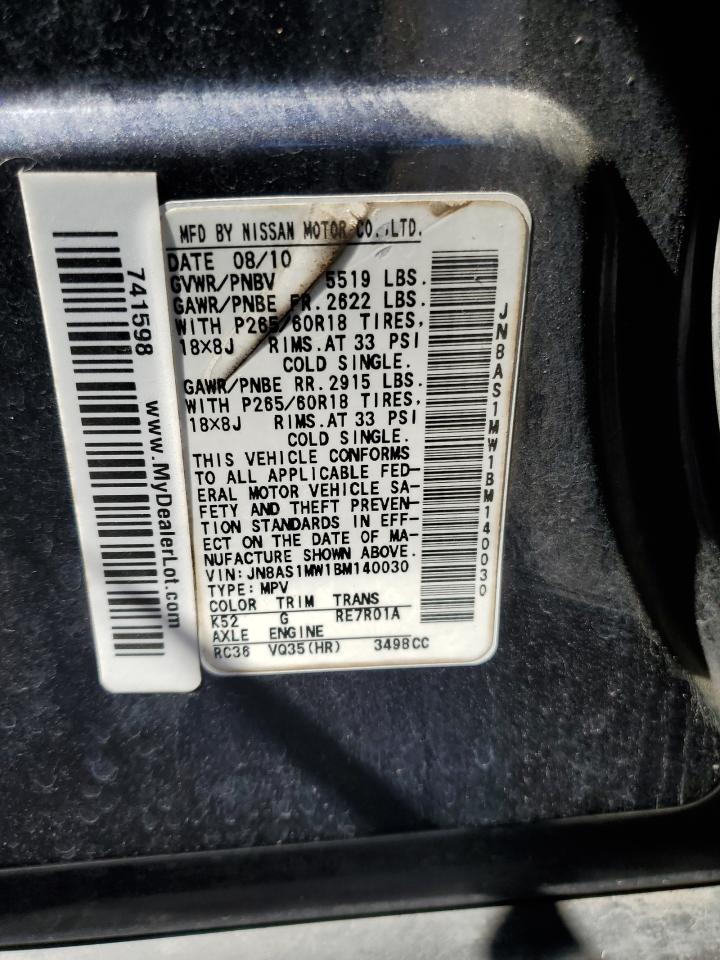 MFD BY NISSAN MOTOR CO.,LTD.
DATE 08/10
GVWR/PNBV 5519 LBS.
GAWR/PNBE FR. 2622 LBS.
WITH P265/60R18 TIRES,
18X8J RIMS.AT 33 PSI
COLD SINGLE.
GAWR/PNBE RR. 2915 LBS.
WITH P265/60R18 TIRES,
18X8J RIMS.AT 33 PSI
COLD SINGLE.
THIS VEHICLE CONFORMS
TO ALL APPLICABLE FED-
ERAL MOTOR VEHICLE SA-
FETY AND THEFT PREVEN-
TION STANDARDS IN EFF-
ECT ON THE DATE OF MA-
NUFACTURE SHOWN ABOVE.
VIN:JN8AS1MW1BM140030
TYPE:MPV
COLOR TRIM TRANS
K52 G RE7R01A
AXLE ENGINE
RC36 VQ35(HR) 3498CC
JN8AS1MW1BM140030
741598 www.MyDealerLot.com